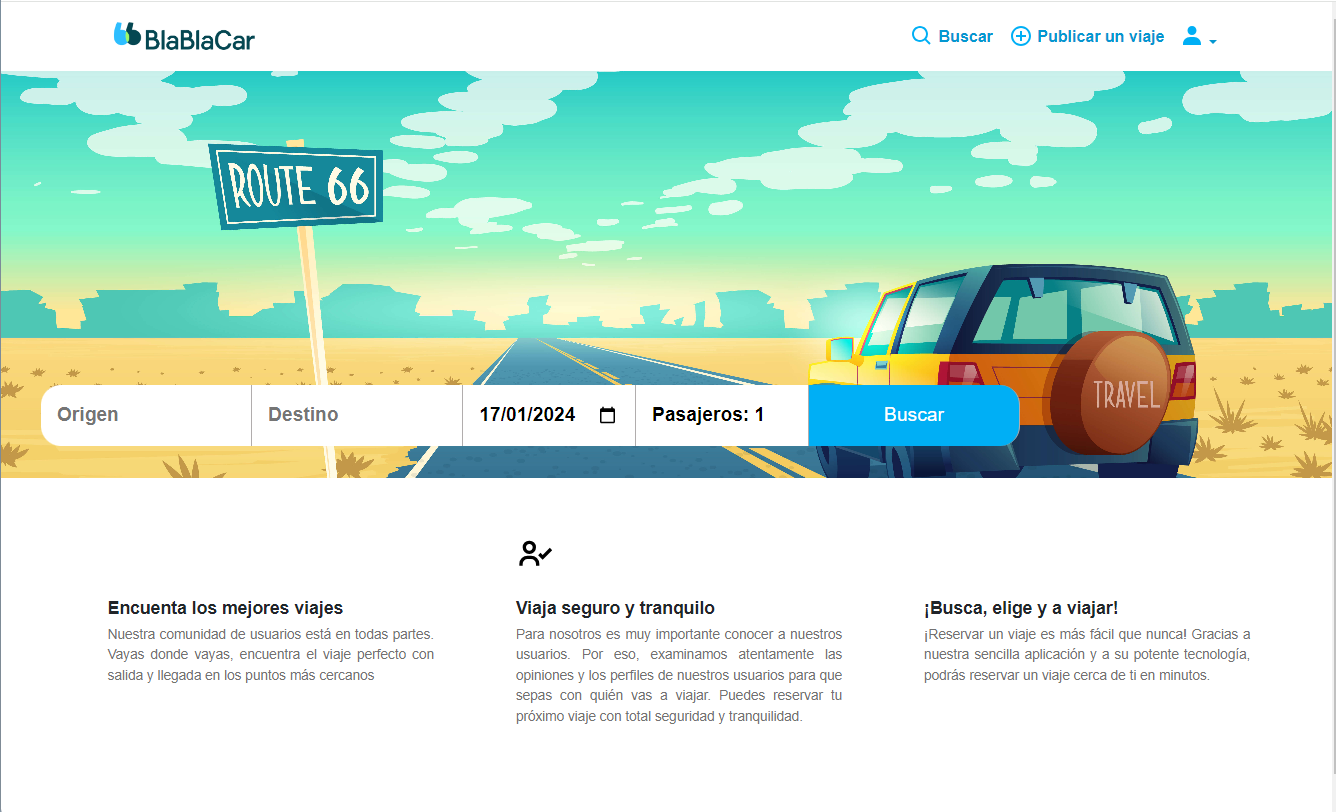 BlaBlaCar
Buscar
Publicar un viaje
ROUTE 66
TRAVEL
Origen
Destino
17/01/2024
Pasajeros: 1
Buscar
Encuenta los mejores viajes
Nuestra comunidad de usuarios está en todas partes.
Vayas donde vayas, encuentra el viaje perfecto con
salida y llegada en los puntos más cercanos
Viaja seguro y tranquilo
Para nosotros es muy importante conocer a nuestros
usuarios. Por eso, examinamos atentamente las
opiniones y los perfiles de nuestros usuarios para que
sepas con quién vas a viajar. Puedes reservar tu
próximo viaje con total seguridad y tranquilidad.
¡Busca, elige y a viajar!
¡Reservar un viaje es más fácil que nunca! Gracias a
nuestra sencilla aplicación y a su potente tecnología,
podrás reservar un viaje cerca de ti en minutos.